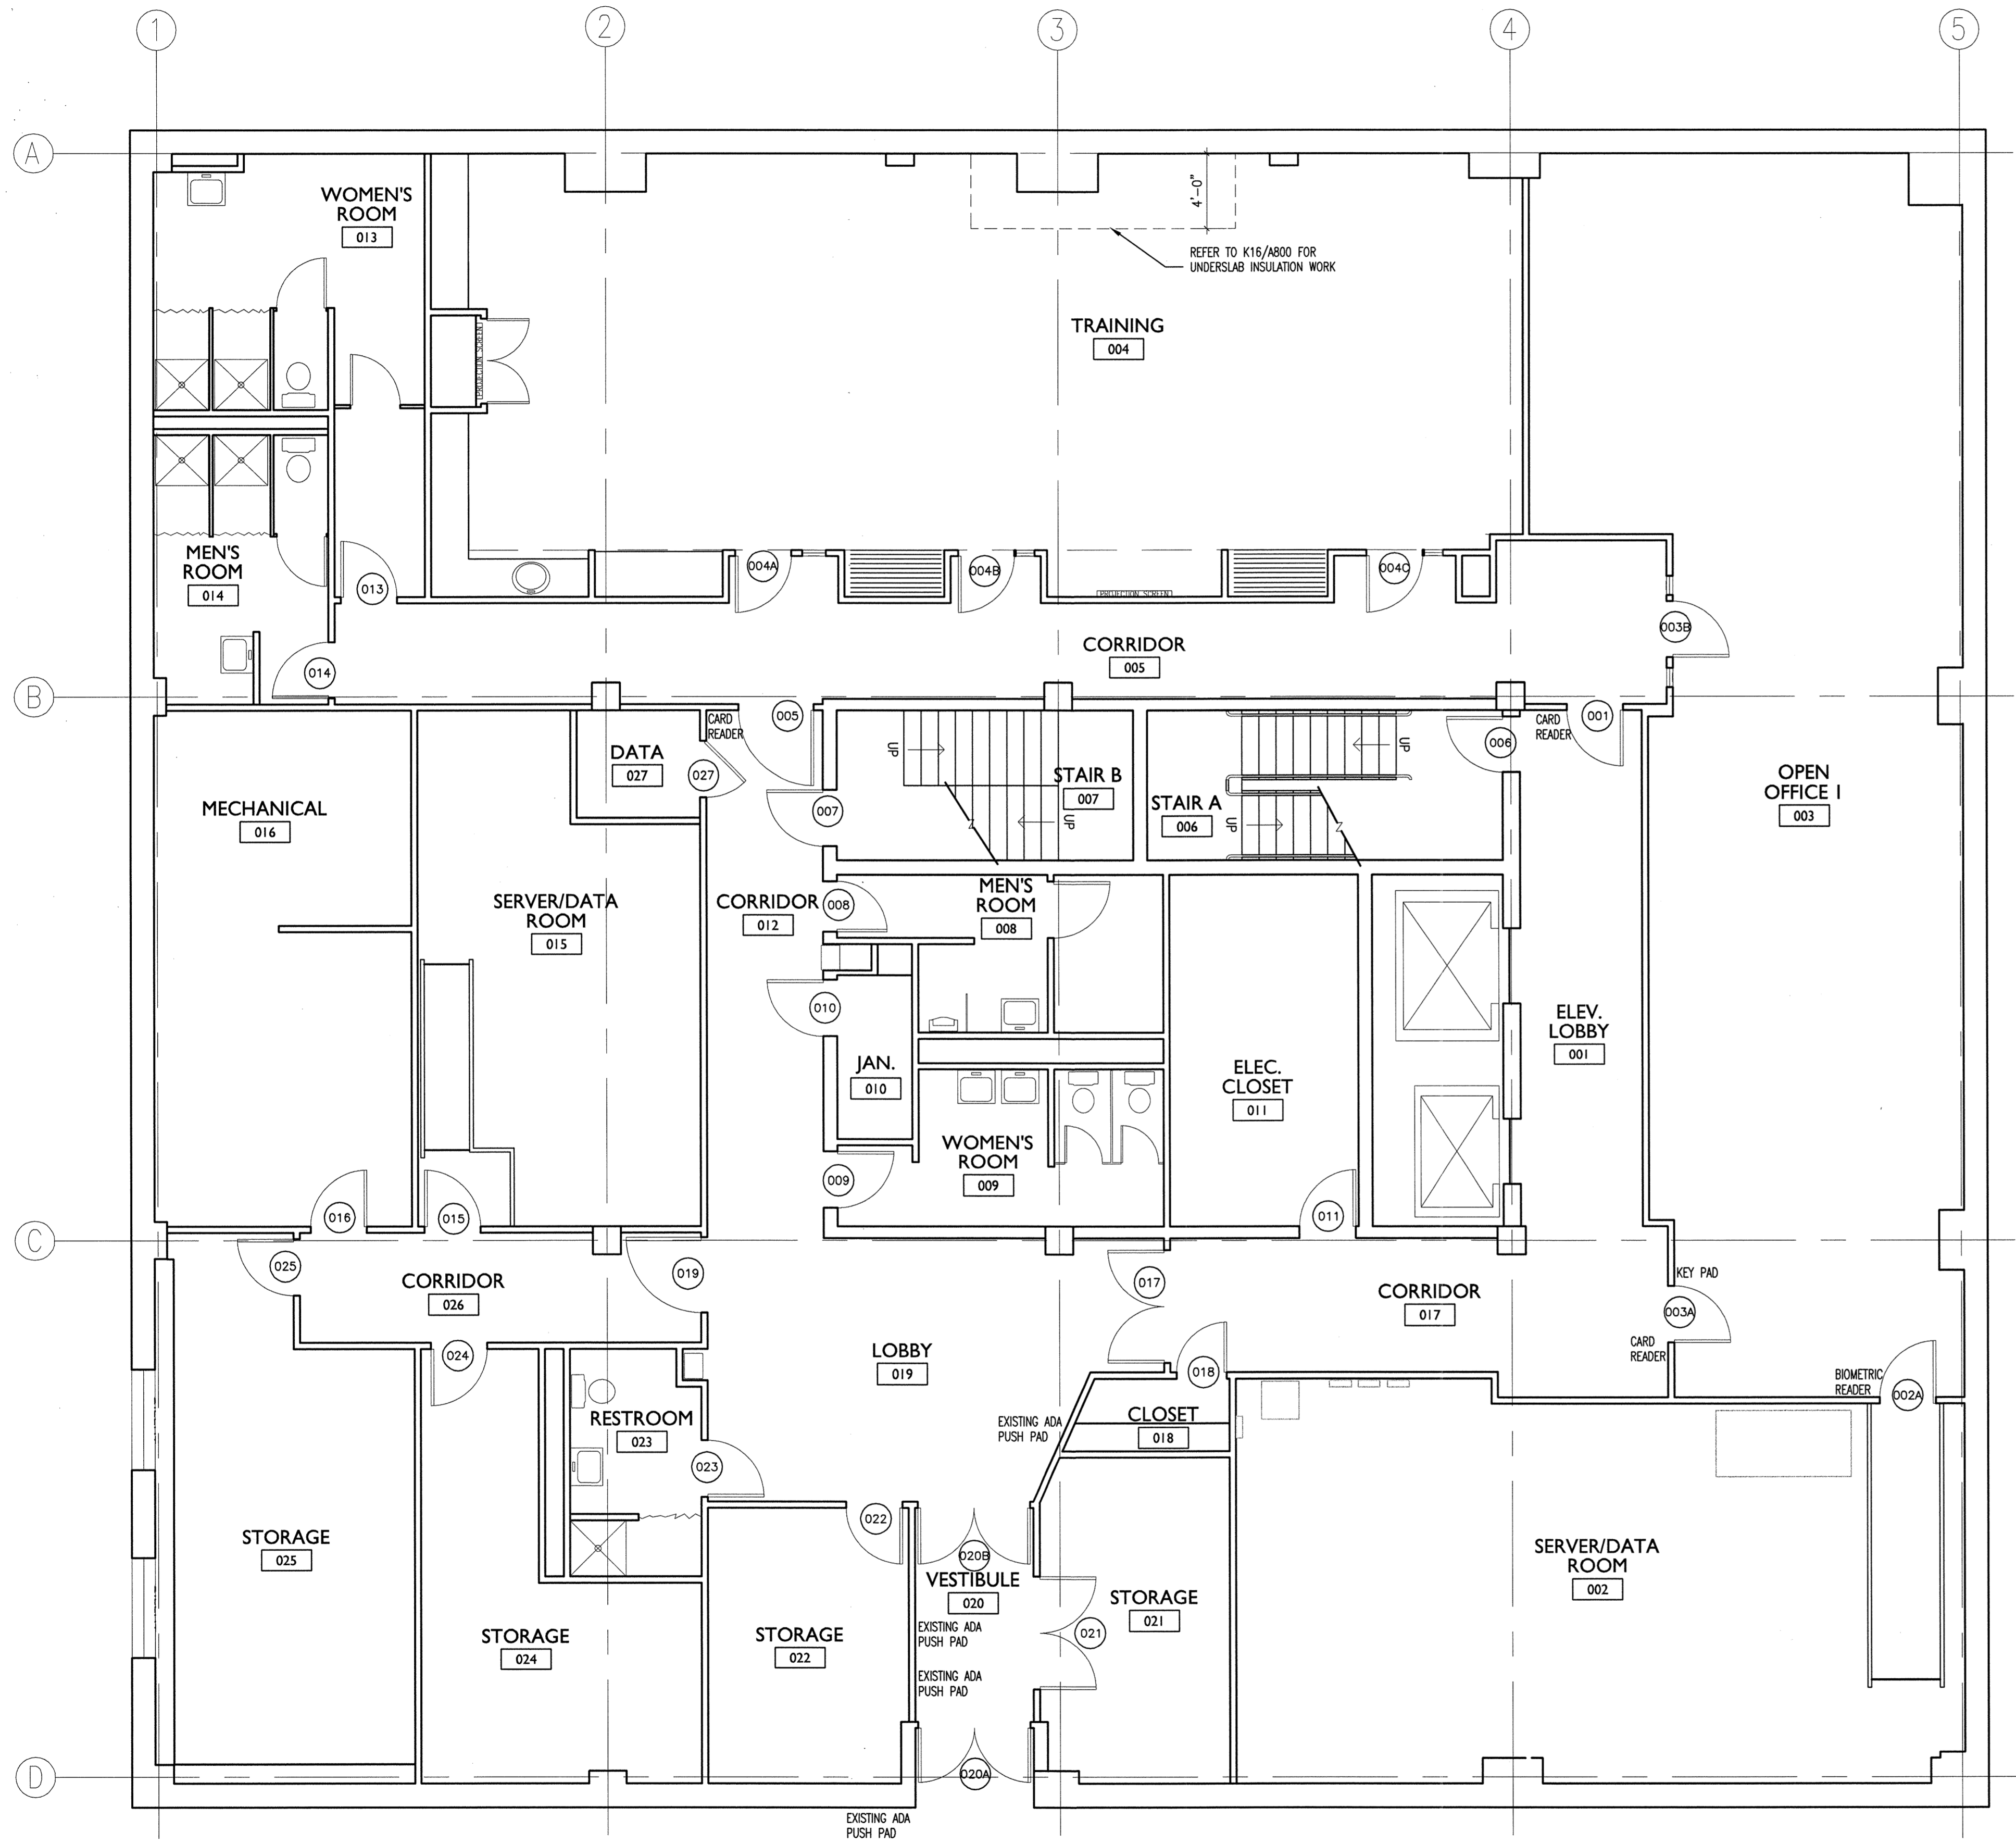 1
2
3
4
5
A
WOMEN'S
ROOM
013
4'-0"
REFER TO K16/A800 FOR
UNDERSLAB INSULATION WORK
TRAINING
004
PROJECTION SCREEN
MEN'S
ROOM
014
013
004A
004B
004C
PROJECTION SCREEN
003B
CORRIDOR
005
014
B
CARD
READER
005
CARD
READER
001
006
DATA
027
027
UP
UP
STAIR B
007
UP
UP
STAIR A
006
OPEN
OFFICE 1
003
MECHANICAL
016
007
SERVER/DATA
ROOM
015
CORRIDOR
012
008
MEN'S
ROOM
008
010
ELEV.
LOBBY
001
JAN.
010
ELEC.
CLOSET
011
WOMEN'S
ROOM
009
009
016
015
011
C
025
019
017
KEY PAD
CORRIDOR
026
CORRIDOR
017
003A
024
LOBBY
019
018
CARD
READER
BIOMETRIC
READER
002A
RESTROOM
023
EXISTING ADA
PUSH PAD
CLOSET
018
023
STORAGE
025
022
020B
SERVER/DATA
ROOM
002
VESTIBULE
020
STORAGE
021
STORAGE
024
STORAGE
022
EXISTING ADA
PUSH PAD
021
EXISTING ADA
PUSH PAD
D
020A
EXISTING ADA
PUSH PAD